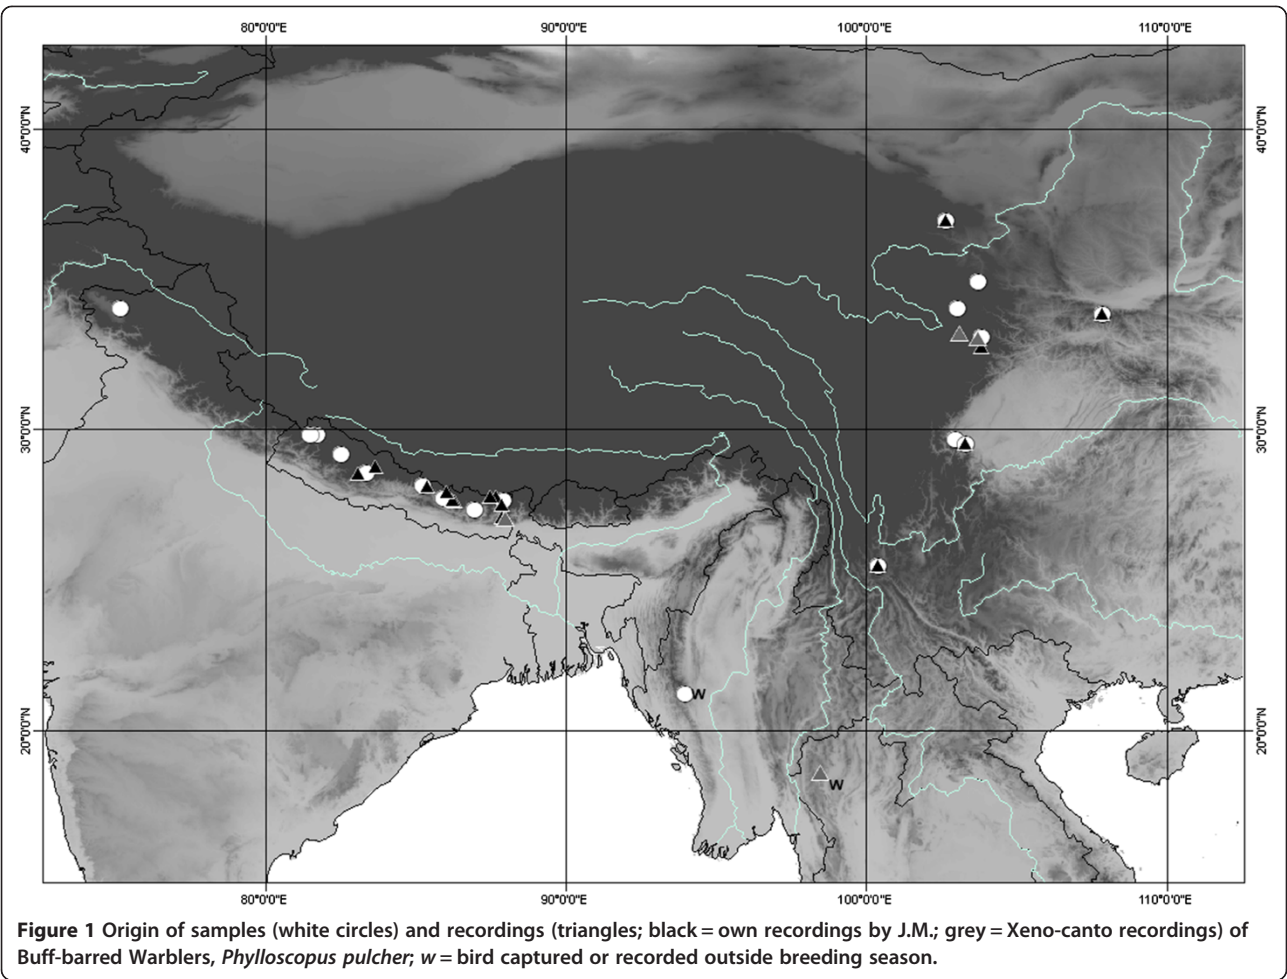 80°0'0"E 90°0'0"E 100°0'0"E 110°0'0"E
40°0'0"N 40°0'0"N
30°0'0"N 30°0'0"N
W
20°0'0"N 20°0'0"N
W
80°0'0"E 90°0'0"E 100°0'0"E 110°0'0"E
Figure 1 Origin of samples (white circles) and recordings (triangles; black = own recordings by J.M.; grey = Xeno-canto recordings) of
Buff-barred Warblers, Phylloscopus pulcher; w = bird captured or recorded outside breeding season.